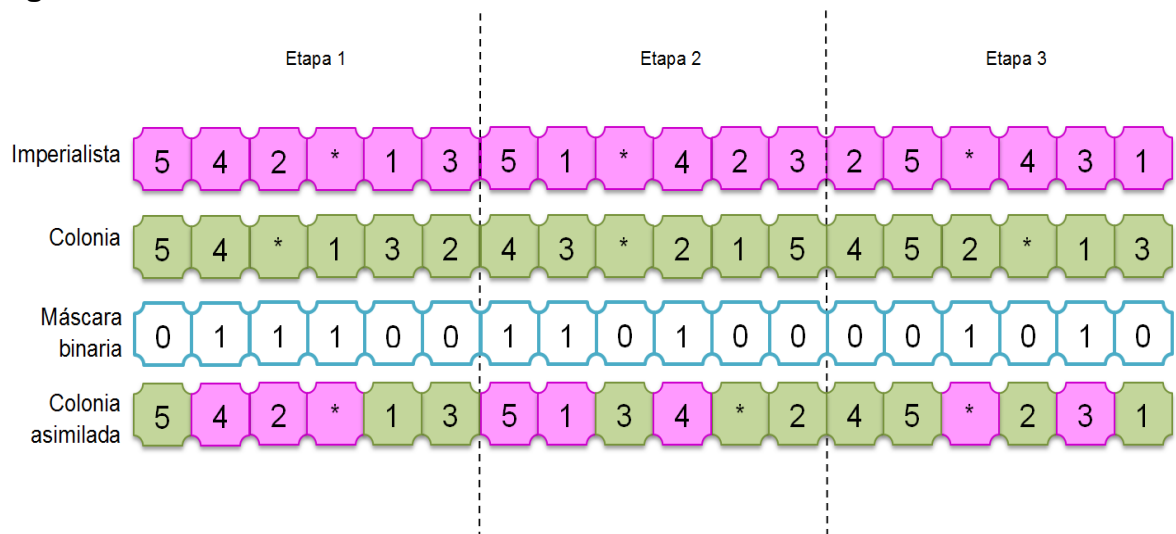 Etapa 1 Etapa 2 Etapa 3
Imperialista 5 4 2 * 1 3 5 1 * 4 2 3 2 5 * 4 3 1
Colonia 5 4 * 1 3 2 4 3 * 2 1 5 4 5 2 * 1 3
Máscara
binaria 0 1 1 1 0 0 1 1 0 1 0 0 0 0 1 0 1 0
Colonia
asimilada 5 4 2 * 1 3 5 1 3 4 * 2 4 5 * 2 3 1